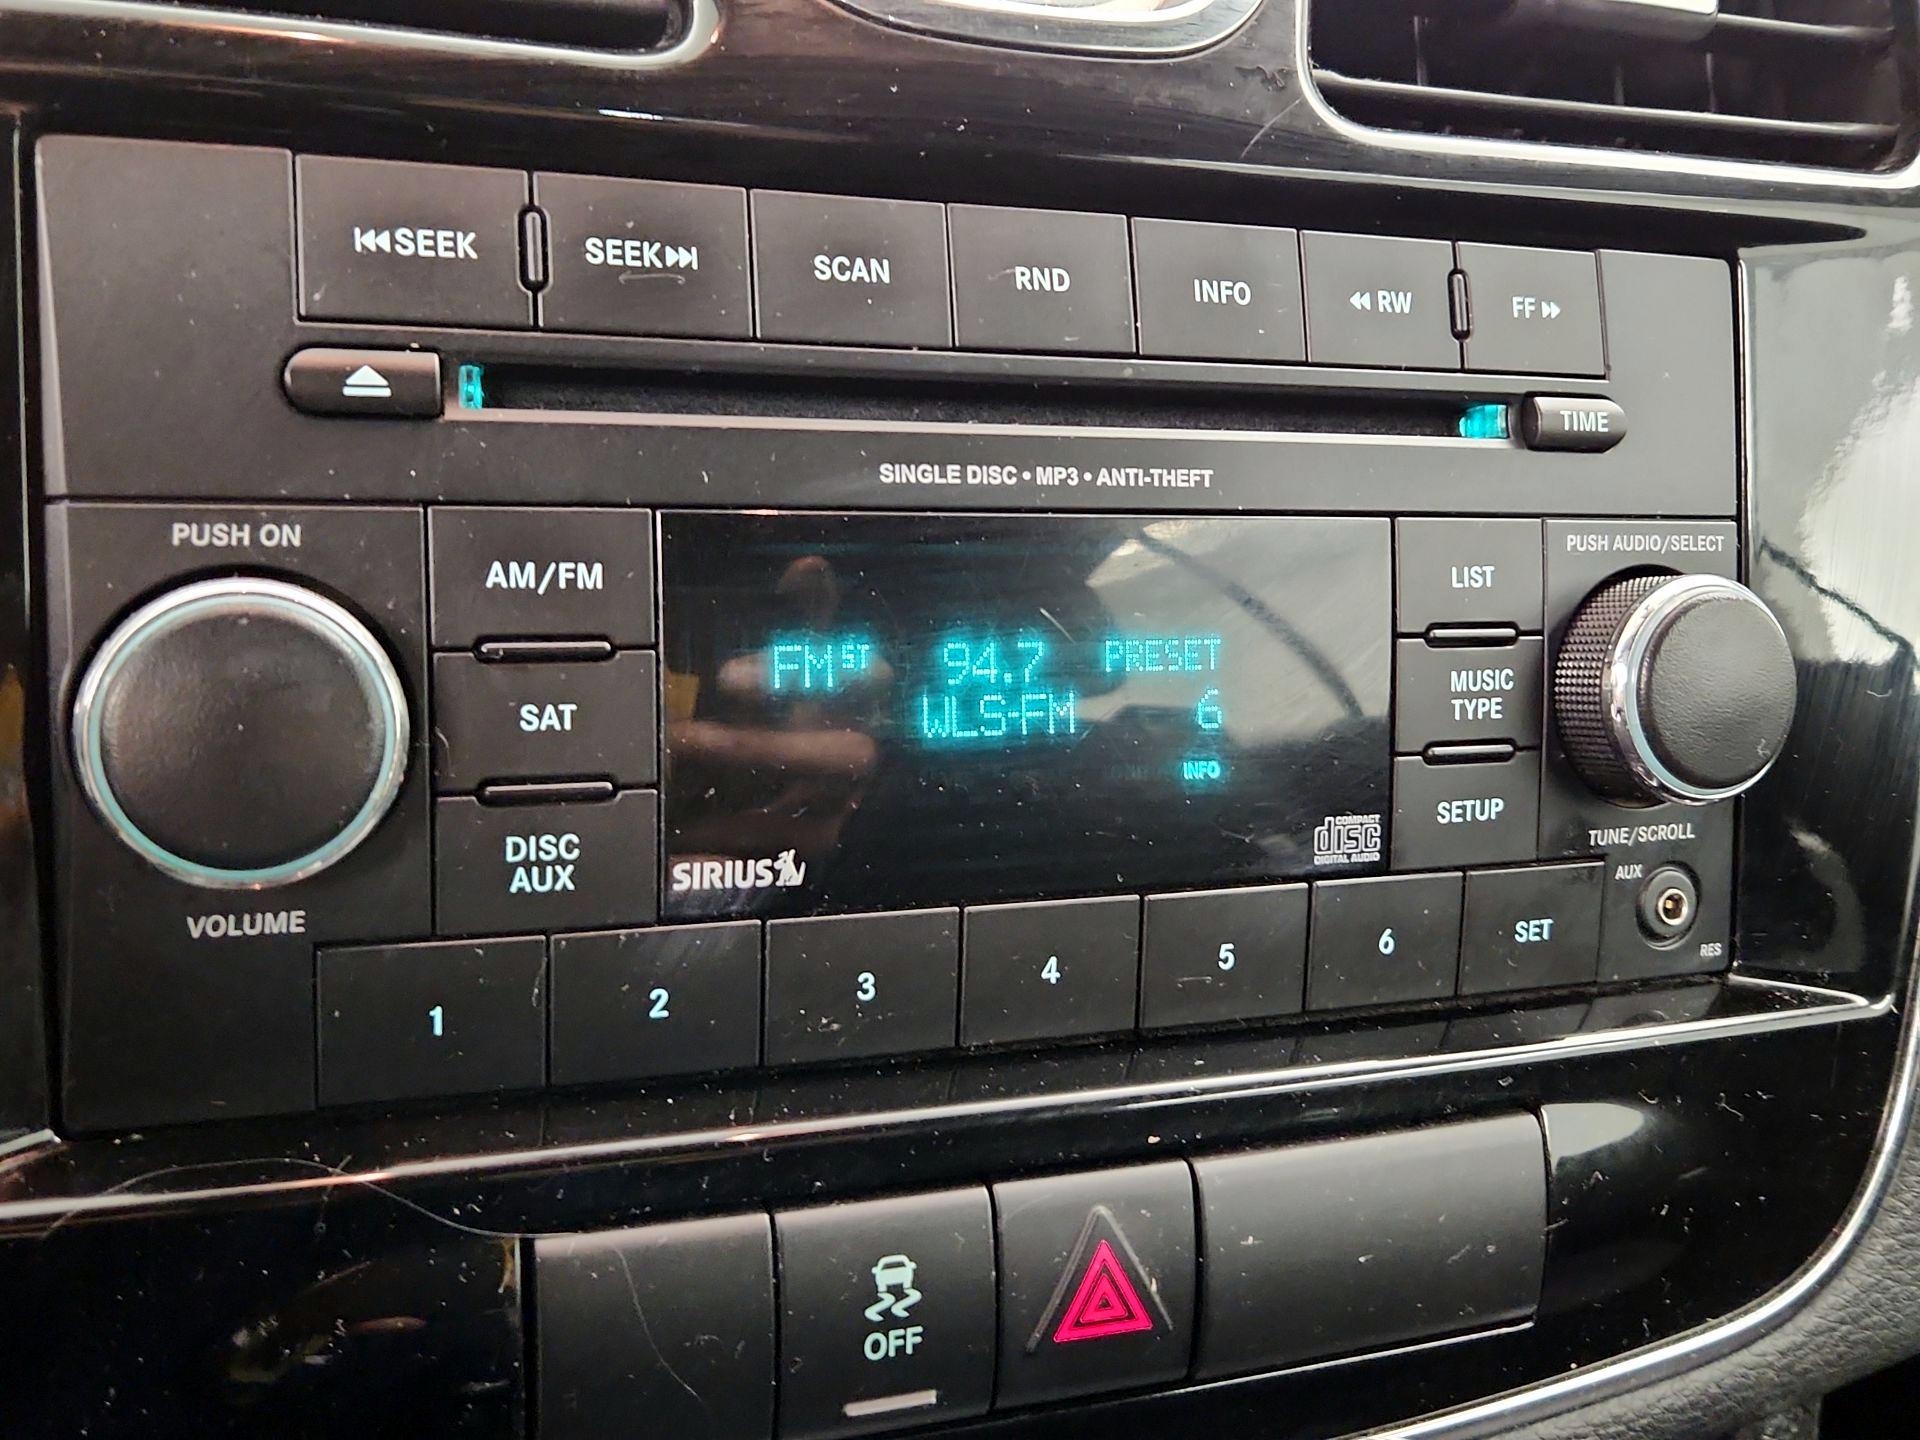 SEEK
SEEK
SCAN
RND
INFO
RW
FF
TIME
SINGLE DISC • MP3 • ANTI-THEFT
PUSH ON
VOLUME
AM/FM
SAT
DISC
AUX
FM ST 94.7 PRESET
WLS-FM 6
INFO
SIRIUS
COMPACT
disc
DIGITAL AUDIO
LIST
MUSIC
TYPE
SETUP
PUSH AUDIO/SELECT
TUNE/SCROLL
AUX
RES
1
2
3
4
5
6
SET
OFF